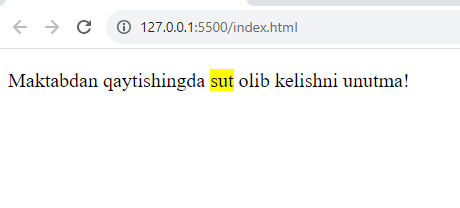 127.0.0.1:5500/index.html
Maktabdan qaytishingda sut olib kelishni unutma!